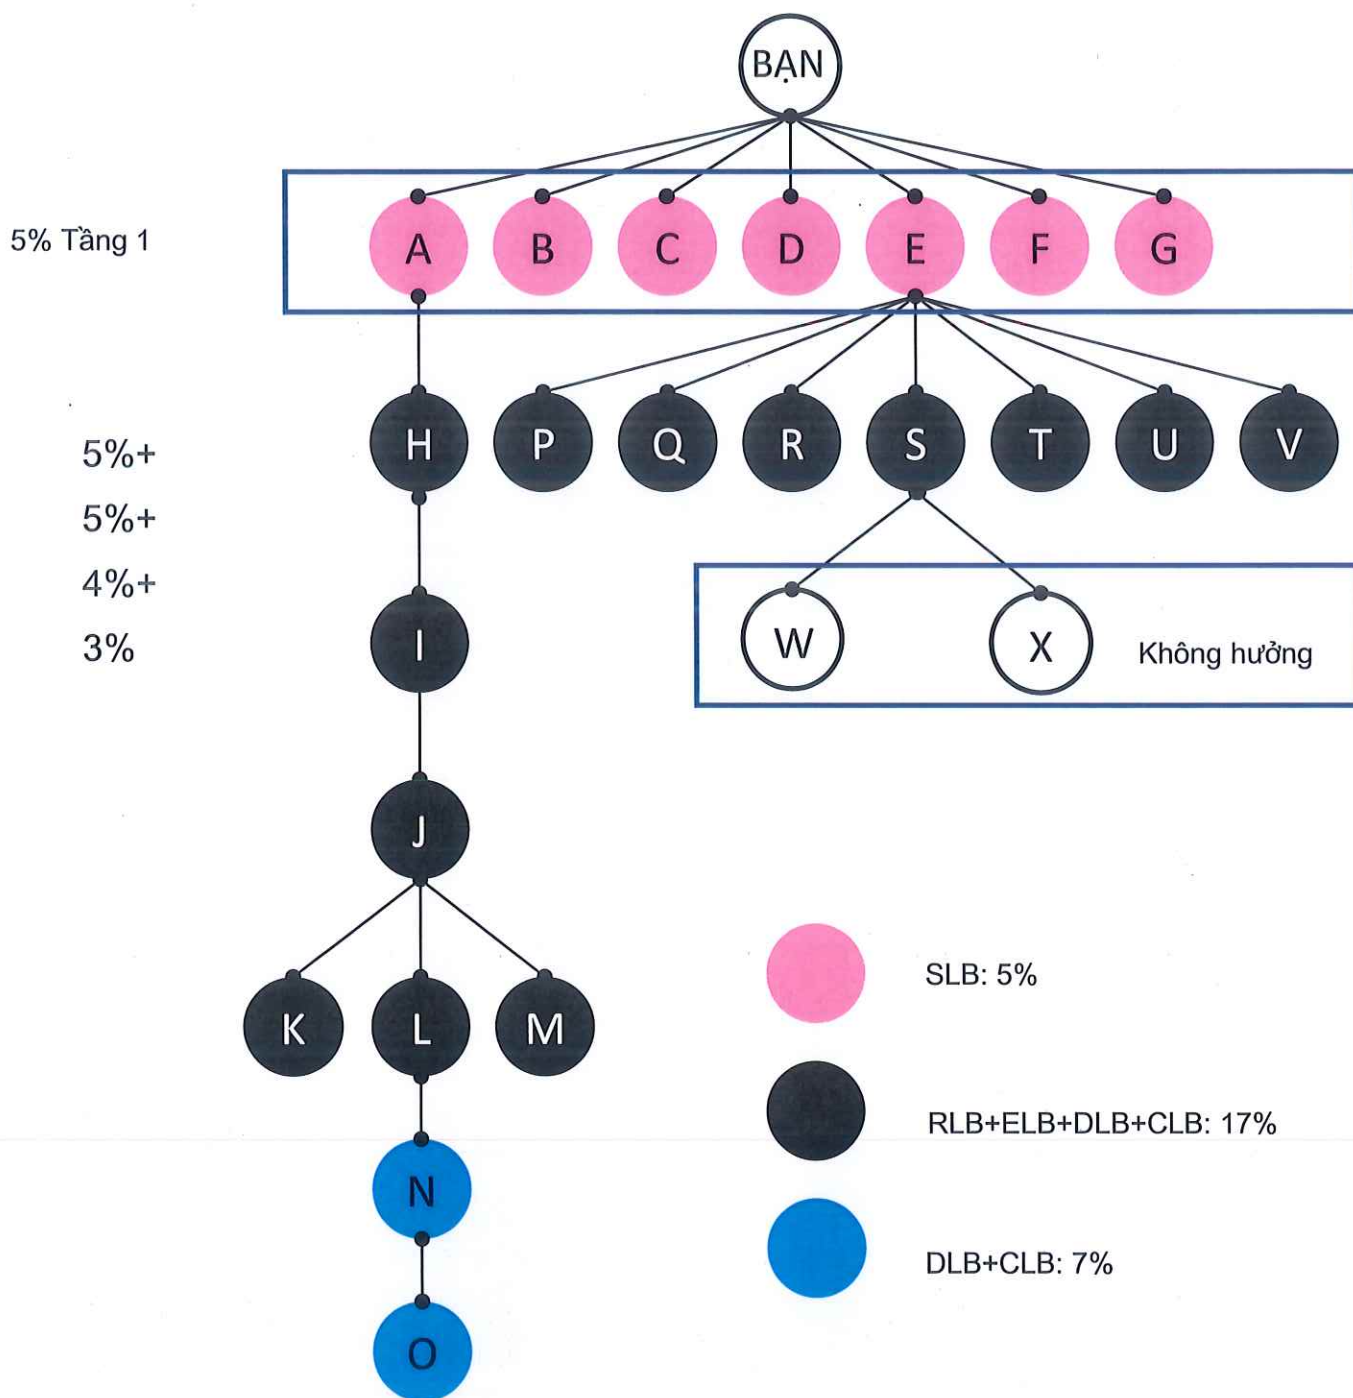 BẠN
5% Tầng 1
A B C D E F G
H P Q R S T U V
5%+
5%+
4%+
3%
I
W X Không hưởng
J
K L M
SLB: 5%
RLB+ELB+DLB+CLB: 17%
N
DLB+CLB: 7%
O